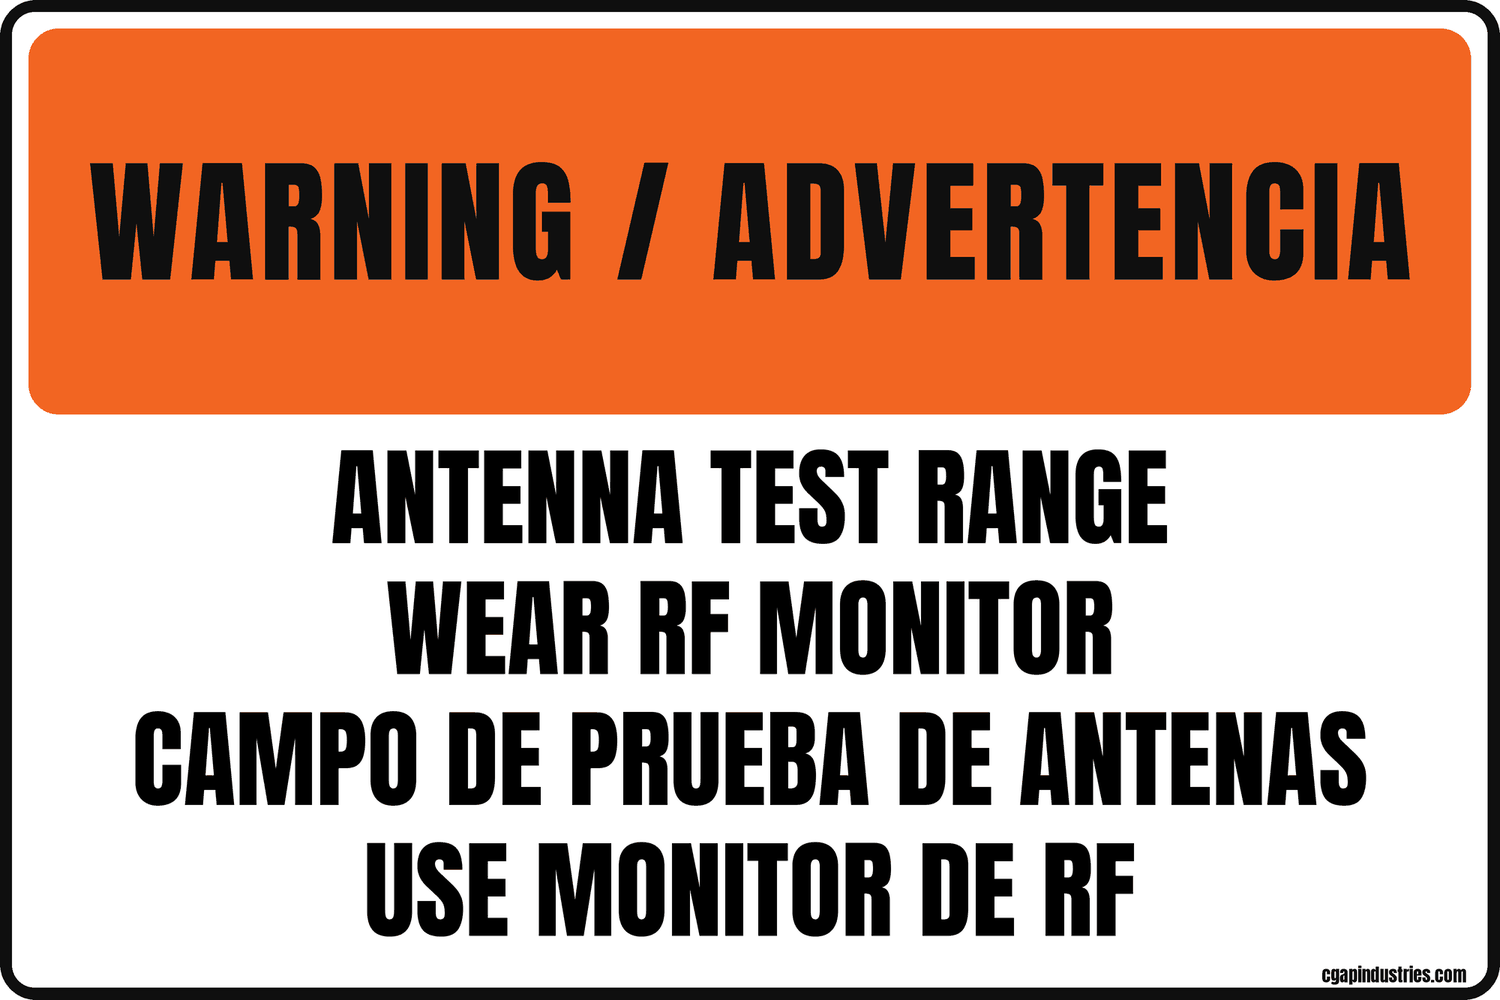 WARNING / ADVERTENCIA
ANTENNA TEST RANGE
WEAR RF MONITOR
CAMPO DE PRUEBA DE ANTENAS
USE MONITOR DE RF
cgapindustries.com